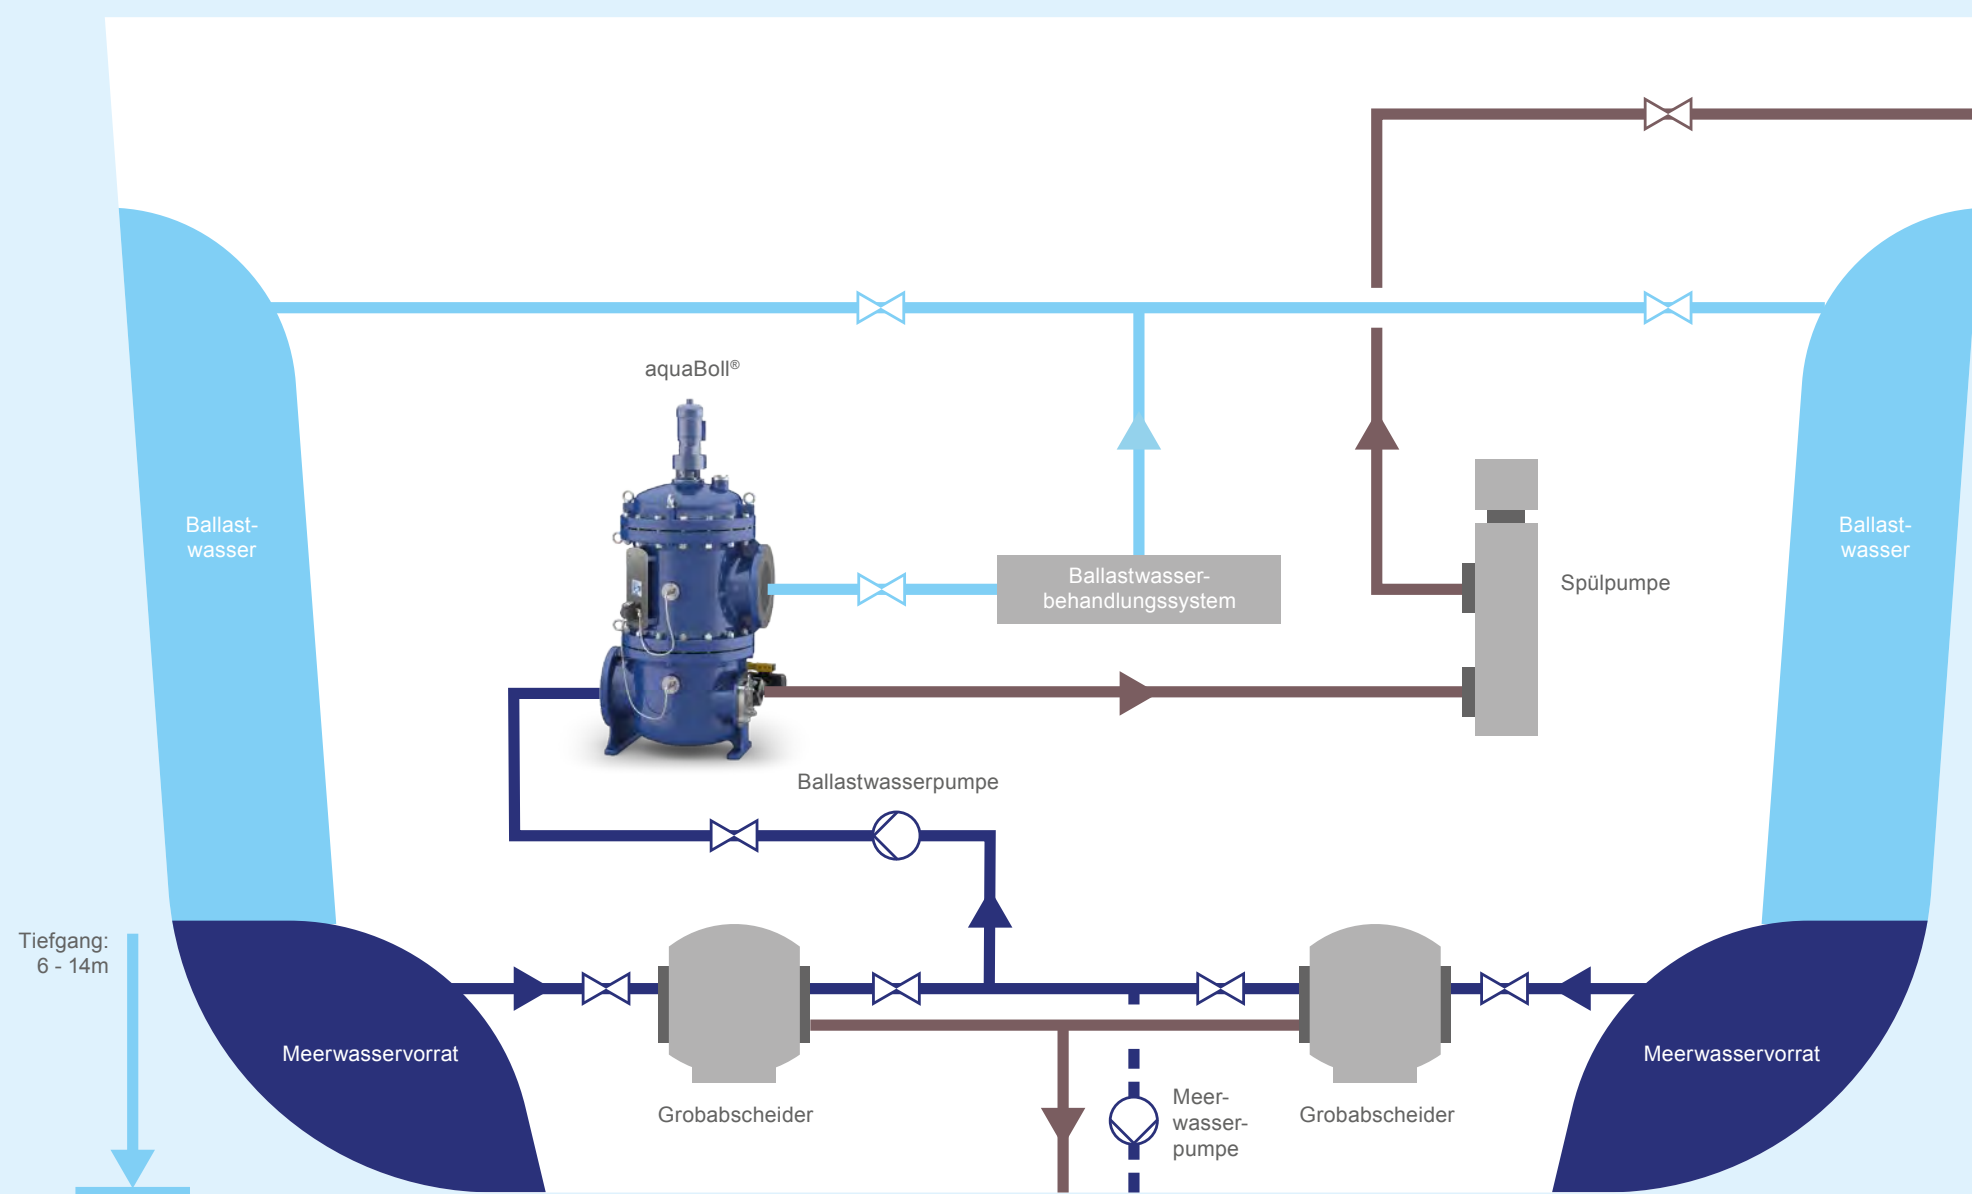 aquaBoll®
Ballast-
wasser
Ballastwasser-
behandlungssystem
Spülpumpe
Ballast-
wasser
Ballastwasserpumpe
Tiefgang:
6 - 14m
Meerwasservorrat
Grobabscheider
Meer-
wasser-
pumpe
Grobabscheider
Meerwasservorrat